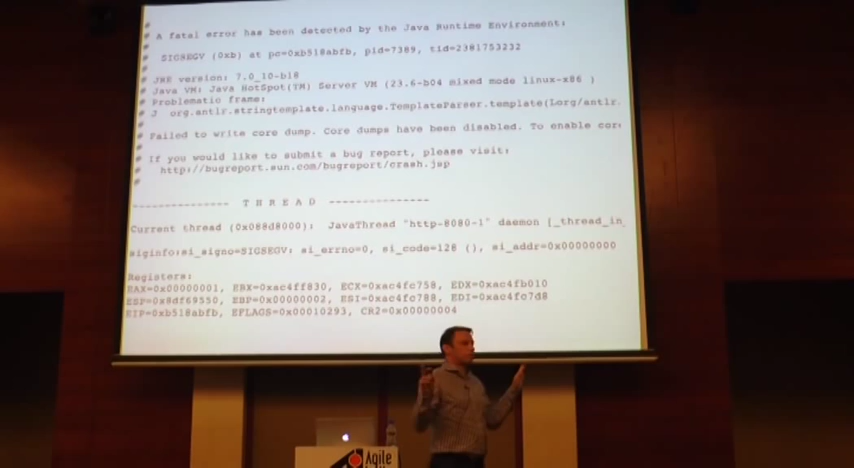 #
# A fatal error has been detected by the Java Runtime Environment:
#
# SIGSEGV (0xb) at pc=0xb518abfb, pid=7389, tid=2381753232
#
# JRE version: 7.0_10-b18
# Java VM: Java HotSpot(TM) Server VM (23.6-b04 mixed mode linux-x86 )
# Problematic frame:
# J org.antlr.stringtemplate.language.TemplateParser.template(Lorg/antlr.
#
# Failed to write core dump. Core dumps have been disabled. To enable cor
#
# If you would like to submit a bug report, please visit:
# http://bugreport.sun.com/bugreport/crash.jsp
#
--------------- T H R E A D ---------------
Current thread (0x088d8000): JavaThread "http-8080-1" daemon [_thread_in_
siginfo:si_signo=SIGSEGV: si_errno=0, si_code=128 (), si_addr=0x00000000
Registers:
EAX=0x00000001, EBX=0xac4ff830, ECX=0xac4fc758, EDX=0xac4fb010
ESP=0x8df69550, EBP=0x00000002, ESI=0xac4fc788, EDI=0xac4fc7d8
EIP=0xb518abfb, EFLAGS=0x00010293, CR2=0x00000004
Agile